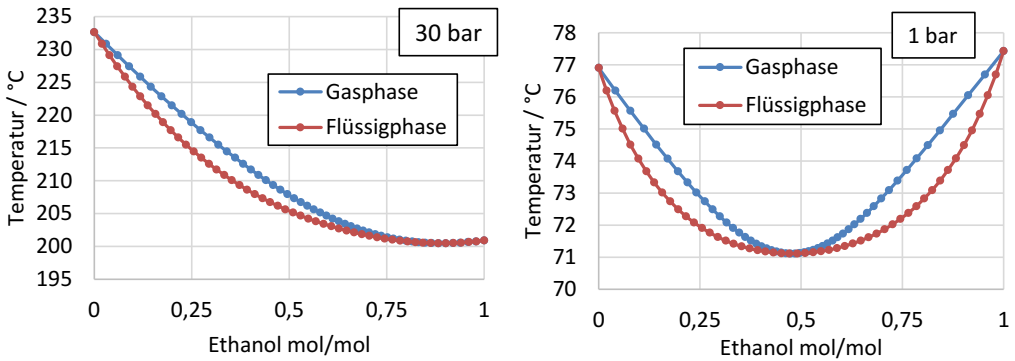 30 bar
Temperatur / °C
235
230
225
220
215
210
205
200
195
Gasphase
Flüssigphase
0
0,25
0,5
0,75
1
Ethanol mol/mol
1 bar
Temperatur / °C
78
77
76
75
74
73
72
71
70
Gasphase
Flüssigphase
0
0,25
0,5
0,75
1
Ethanol mol/mol